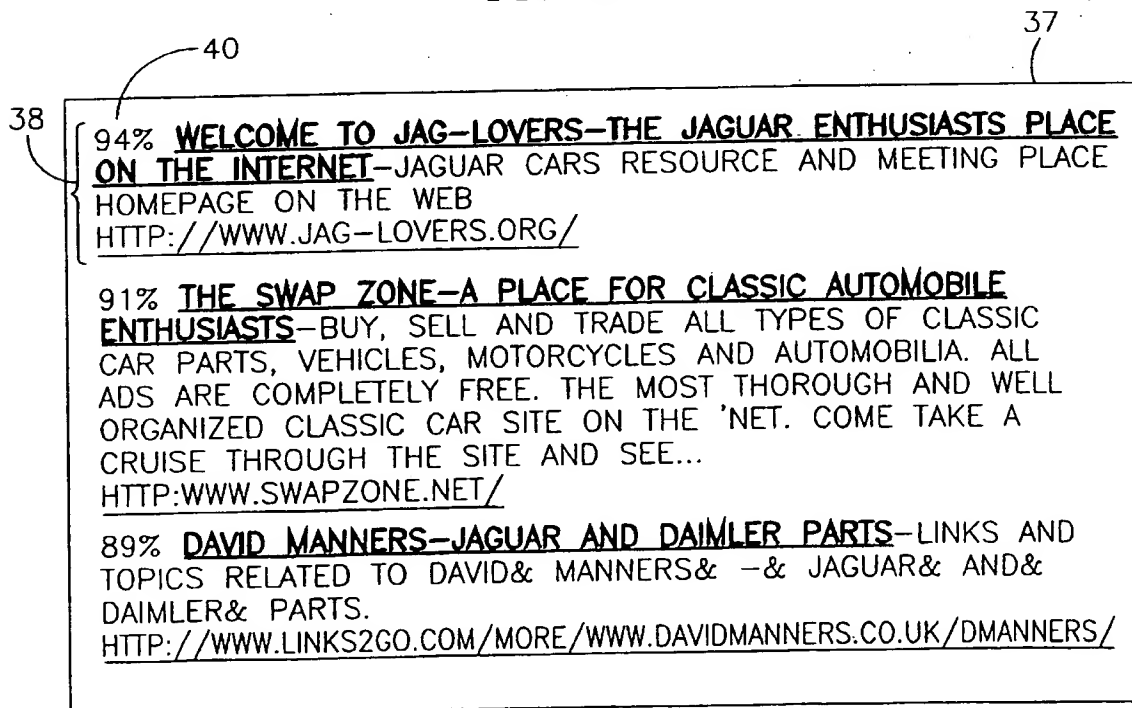 37
40
38
94% WELCOME TO JAG-LOVERS-THE JAGUAR ENTHUSIASTS PLACE
ON THE INTERNET-JAGUAR CARS RESOURCE AND MEETING PLACE
HOMEPAGE ON THE WEB
HTTP://WWW.JAG-LOVERS.ORG/
91% THE SWAP ZONE-A PLACE FOR CLASSIC AUTOMOBILE
ENTHUSIASTS-BUY, SELL AND TRADE ALL TYPES OF CLASSIC
CAR PARTS, VEHICLES, MOTORCYCLES AND AUTOMOBILIA. ALL
ADS ARE COMPLETELY FREE. THE MOST THOROUGH AND WELL
ORGANIZED CLASSIC CAR SITE ON THE 'NET. COME TAKE A
CRUISE THROUGH THE SITE AND SEE...
HTTP:WWW.SWAPZONE.NET/
89% DAVID MANNERS-JAGUAR AND DAIMLER PARTS-LINKS AND
TOPICS RELATED TO DAVID& MANNERS& -& JAGUAR& AND&
DAIMLER& PARTS.
HTTP://WWW.LINKS2GO.COM/MORE/WWW.DAVIDMANNERS.CO.UK/DMANNERS/